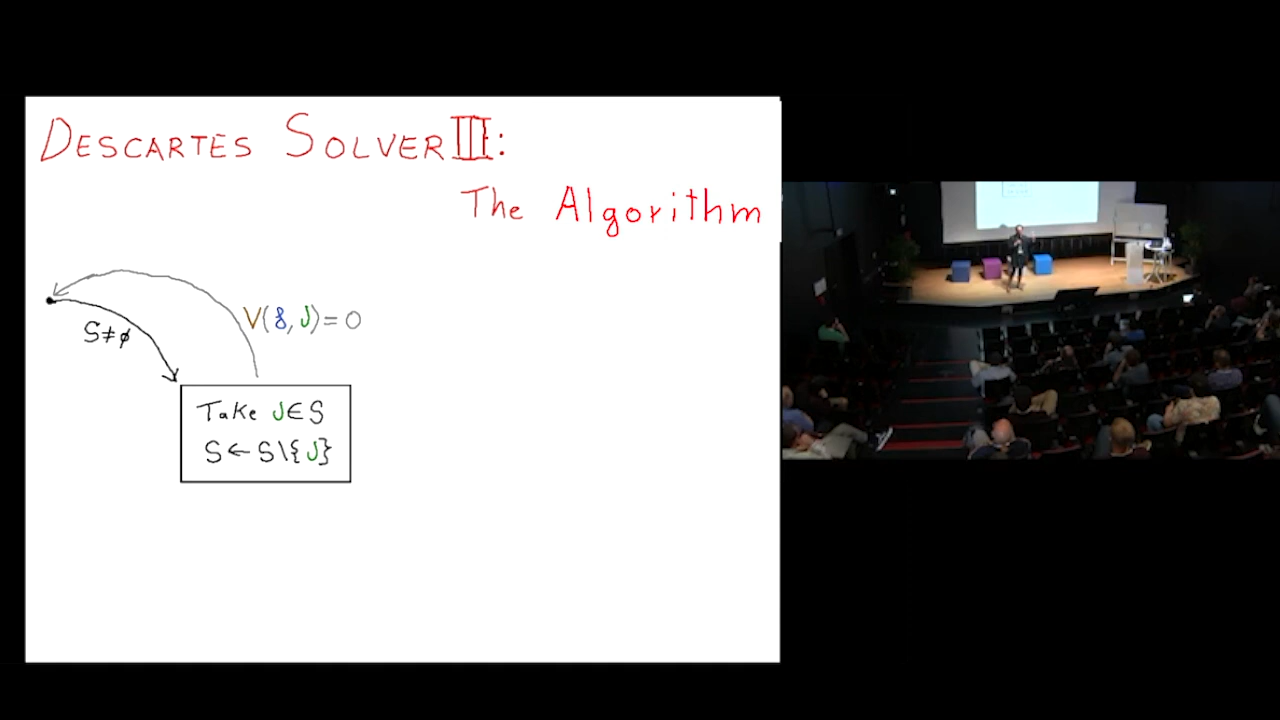 DESCARTES SOLVER III:
The Algorithm
V(f, J) = 0
S≠∅
Take J∈S
S←S\{J}